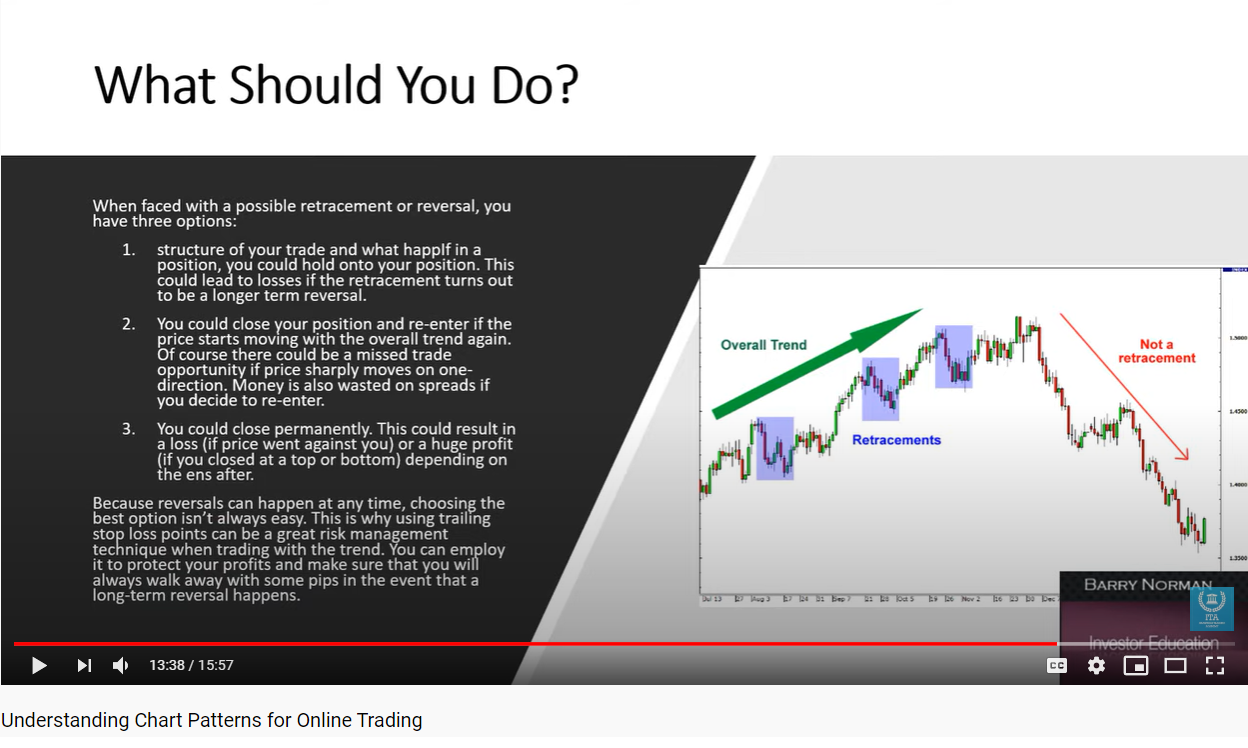 What Should You Do?
When faced with a possible retracement or reversal, you
have three options:
1. structure of your trade and what happIf in a
position, you could hold onto your position. This
could lead to losses if the retracement turns out
to be a longer term reversal.
2. You could close your position and re-enter if the
price starts moving with the overall trend again.
Of course there could be a missed trade
opportunity if price sharply moves on one-
direction. Money is also wasted on spreads if
you decide to re-enter.
3. You could close permanently. This could result in
a loss (if price went against you) or a huge profit
(if you closed at a top or bottom) depending on
the ens after.
Because reversals can happen at any time, choosing the
best option isn't always easy. This is why using trailing
stop loss points can be a great risk management
technique when trading with the trend. You can employ
it to protect your profits and make sure that you will
always walk away with some pips in the event that a
long-term reversal happens.
Overall Trend
Retracements
Not a
retracement
1.5000
1.4500
1.4000
1.3500
Jul 13 27 Aug 3 17 24 31 Sep 7 21 28 Oct 5 19 26 Nov 2 16 23 30 Dec
BARRY NORMAN
ITA
Investor Education
13:38 / 15:57
CC
Understanding Chart Patterns for Online Trading